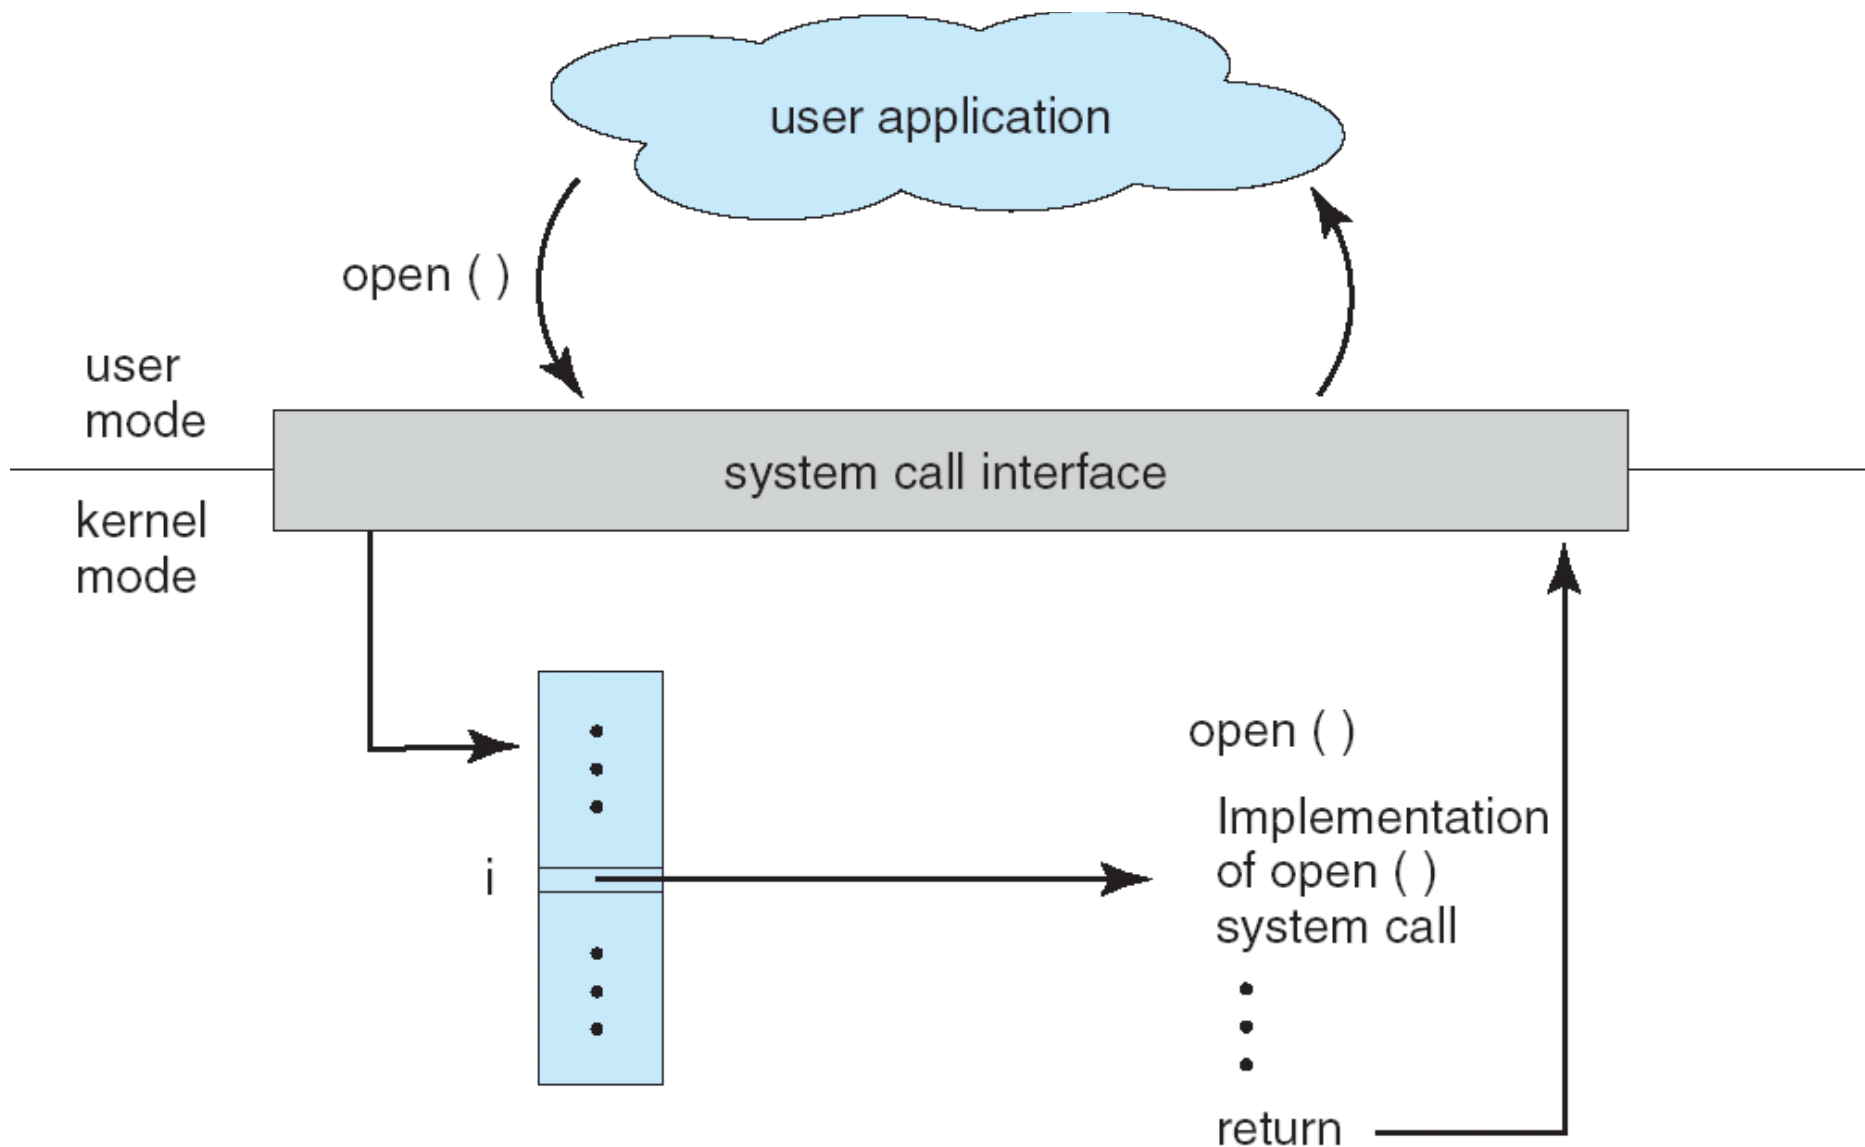 user application
open ( )
user
mode
system call interface
kernel
mode
open ( )
Implementation
i
of open ( )
system call
return